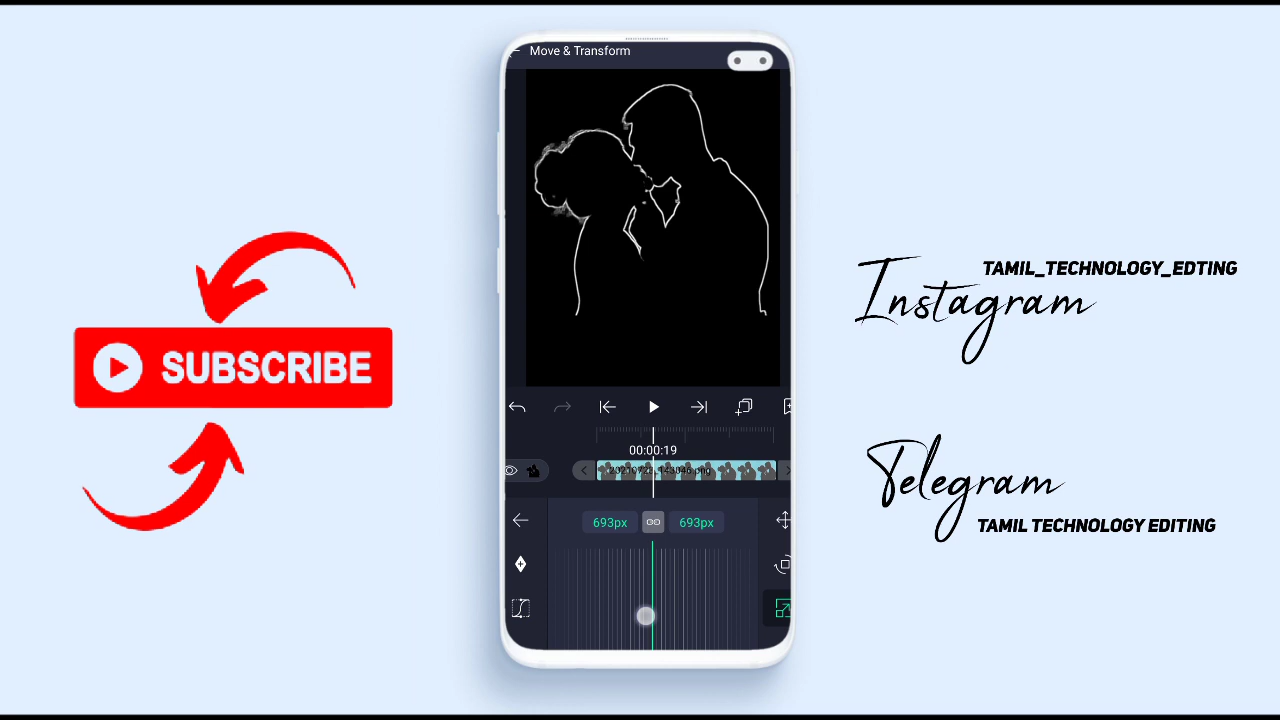 Move & Transform
TAMIL_TECHNOLOGY_EDTING
Instagram
SUBSCRIBE
00:00:19
Telegram
693px
693px
TAMIL TECHNOLOGY EDITING